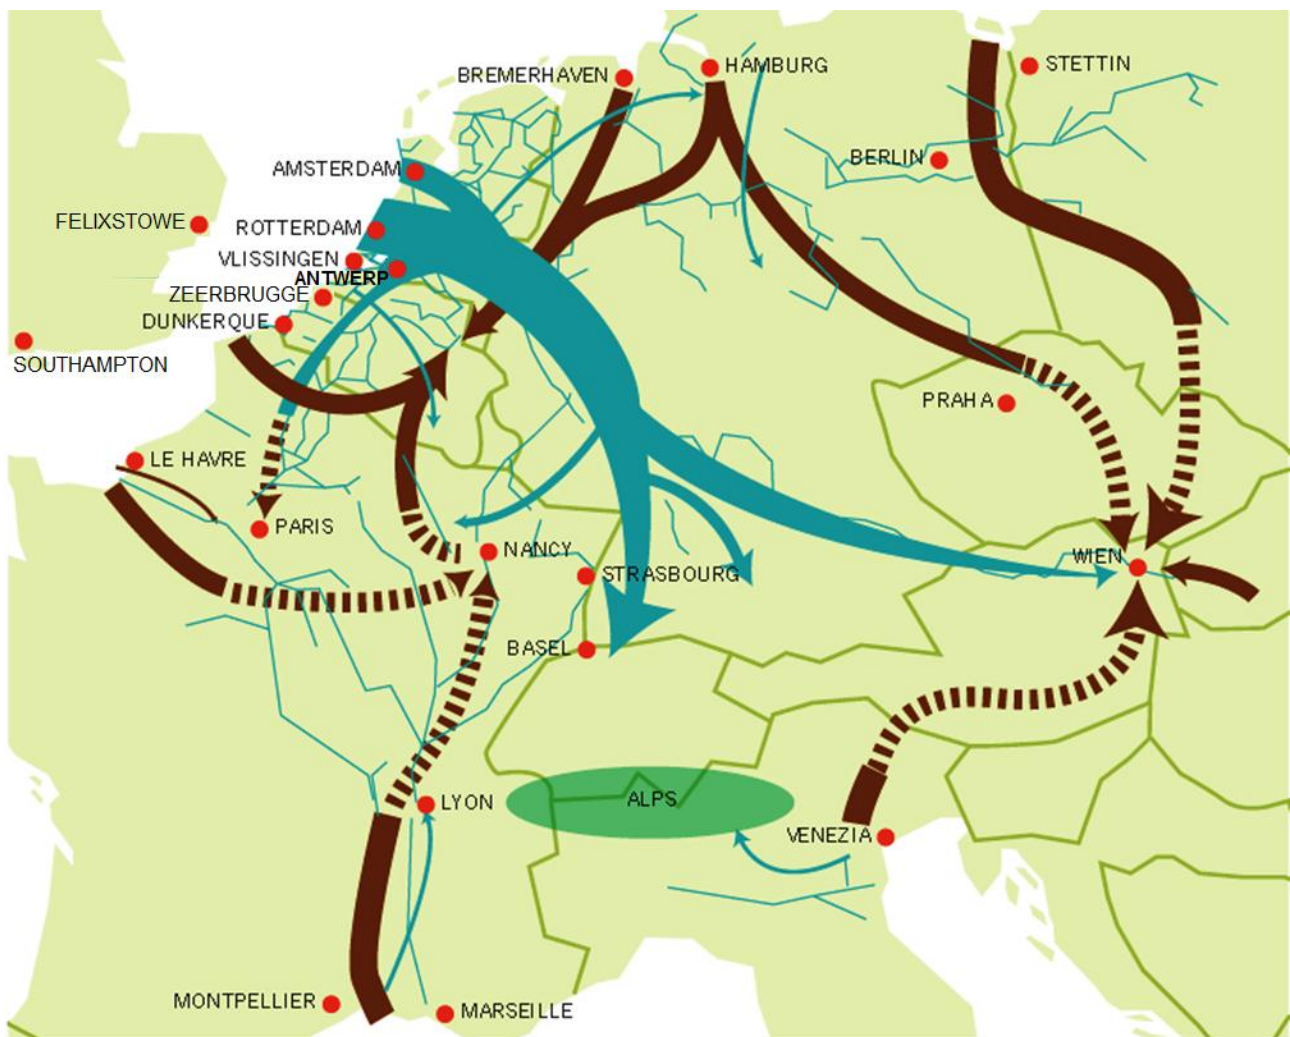 HAMBURG
STETTIN
BREMERHAVEN
BERLIN
AMSTERDAM
FELIXSTOWE
ROTTERDAM
VLISSINGEN
ANTWERP
ZEERBRUGGE
DUNKERQUE
SOUTHAMPTON
PRAHA
LE HAVRE
PARIS
NANCY
WIEN
STRASBOURG
BASEL
LYON
ALPS
VENEZIA
MONTPELLIER
MARSEILLE